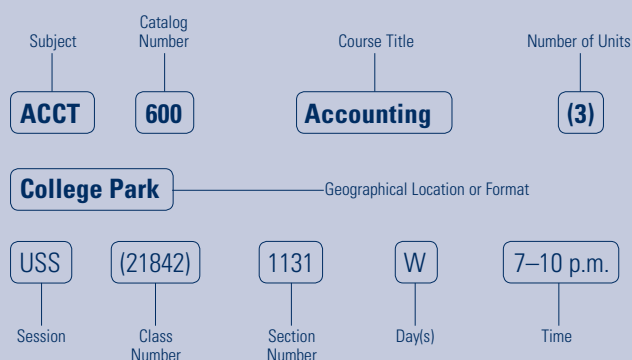 Subject
Catalog
Number
Course Title
Number of Units
ACCT
600
Accounting
(3)
College Park
Geographical Location or Format
USS
(21842)
1131
W
7–10 p.m.
Session
Class
Number
Section
Number
Day(s)
Time